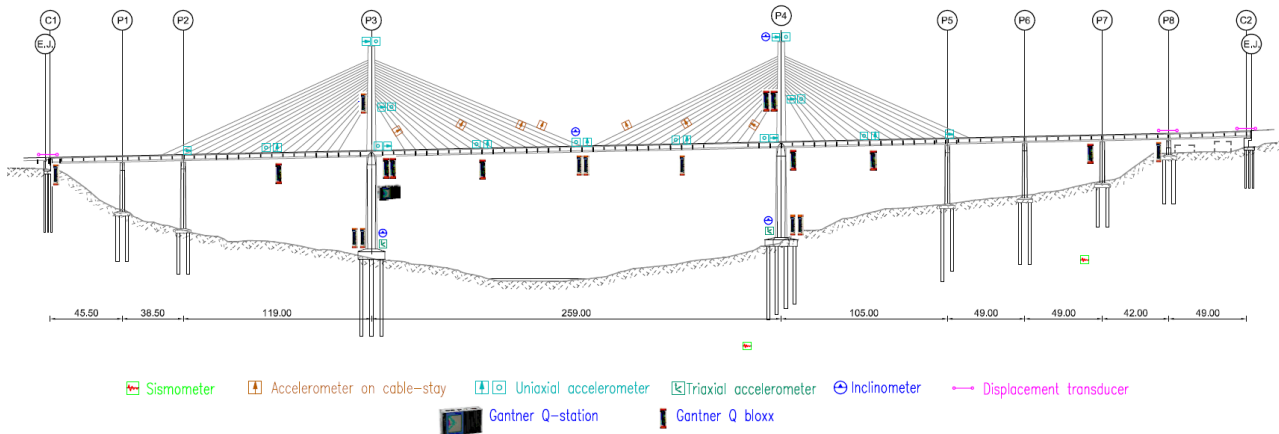 C1 P1 P2 P3 P4 P5 P6 P7 P8 C2
E.J. E.J.
45.50 38.50 119.00 259.00 105.00 49.00 49.00 42.00 49.00
Sismometer Accelerometer on cable-stay Uniaxial accelerometer Triaxial accelerometer Inclinometer Displacement transducer
Gantner Q-station Gantner Q bloxx